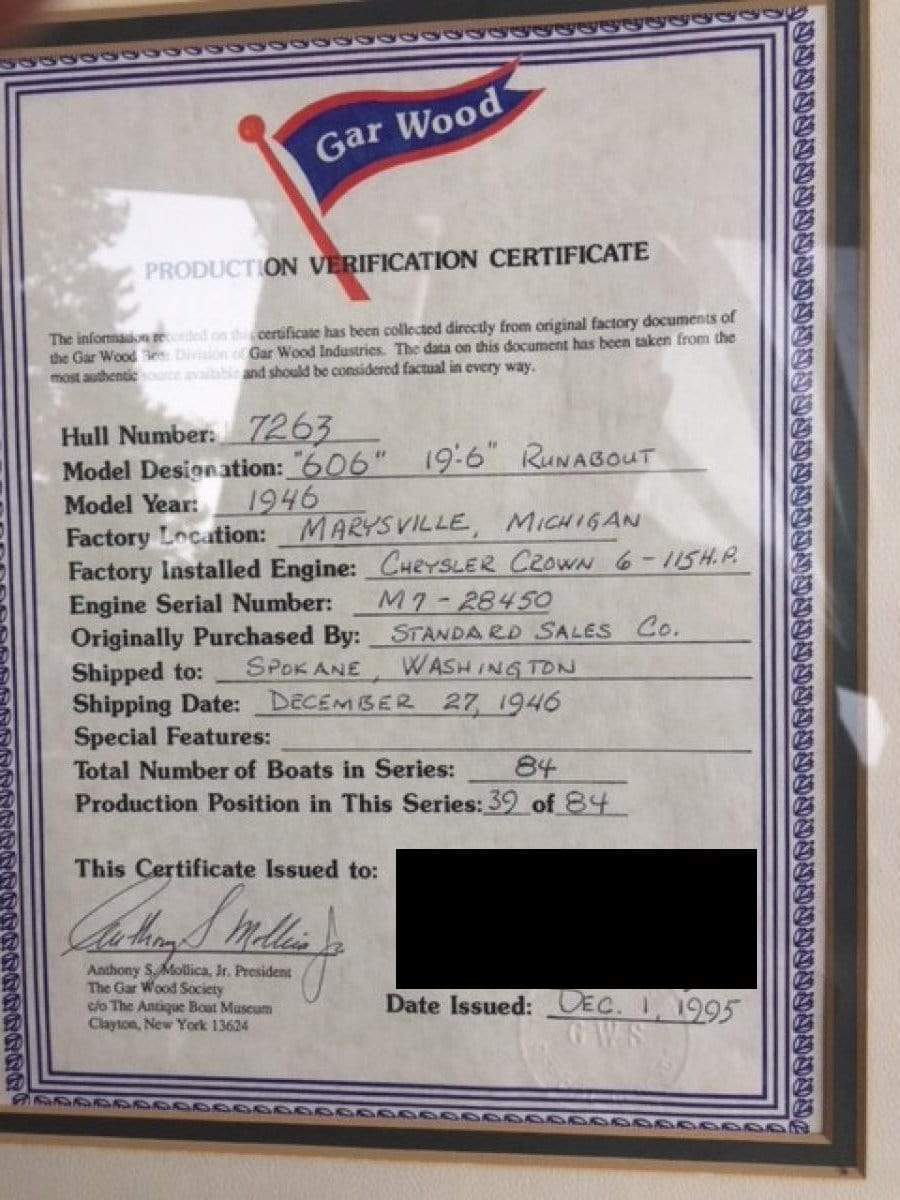 Gar Wood
PRODUCTION VERIFICATION CERTIFICATE
The information recorded on this certificate has been collected directly from original factory documents of
the Gar Wood Boat Division of Gar Wood Industries. The data on this document has been taken from the
most authentic source available and should be considered factual in every way.
Hull Number: 7263
Model Designation: "606" 19'-6" RUNABOUT
Model Year: 1946
Factory Location: MARYSVILLE, MICHIGAN
Factory Installed Engine: CHRYSLER CROWN 6 - 115 H.P.
Engine Serial Number: M7-28450
Originally Purchased By: STANDARD SALES CO.
Shipped to: SPOKANE, WASHINGTON
Shipping Date: DECEMBER 27, 1946
Special Features:
Total Number of Boats in Series: 84
Production Position in This Series: 39 of 84
This Certificate Issued to:
Anthony S Mollica Jr
Anthony S. Mollica, Jr. President
The Gar Wood Society
c/o The Antique Boat Museum
Clayton, New York 13624
Date Issued: DEC. 1, 1995
GWS